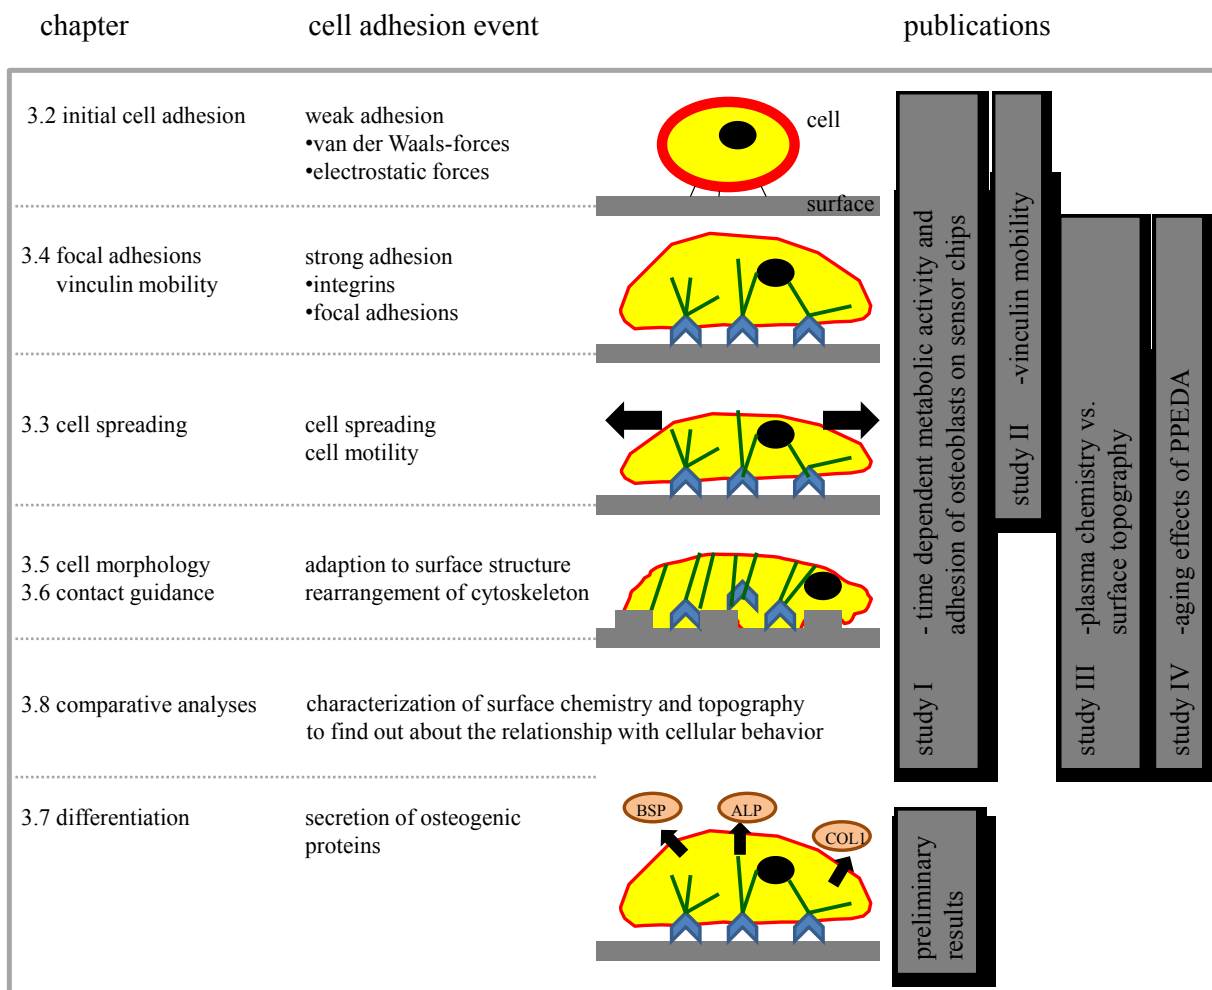 chapter
cell adhesion event
publications
3.2 initial cell adhesion
weak adhesion
•van der Waals-forces
•electrostatic forces
cell
surface
3.4 focal adhesions
vinculin mobility
strong adhesion
•integrins
•focal adhesions
3.3 cell spreading
cell spreading
cell motility
3.5 cell morphology
3.6 contact guidance
adaption to surface structure
rearrangement of cytoskeleton
3.8 comparative analyses
characterization of surface chemistry and topography
to find out about the relationship with cellular behavior
3.7 differentiation
secretion of osteogenic
proteins
BSP
ALP
COL1
study I - time dependent metabolic activity and
adhesion of osteoblasts on sensor chips
study II -vinculin mobility
study III -plasma chemistry vs.
surface topography
study IV -aging effects of PPEDA
preliminary
results